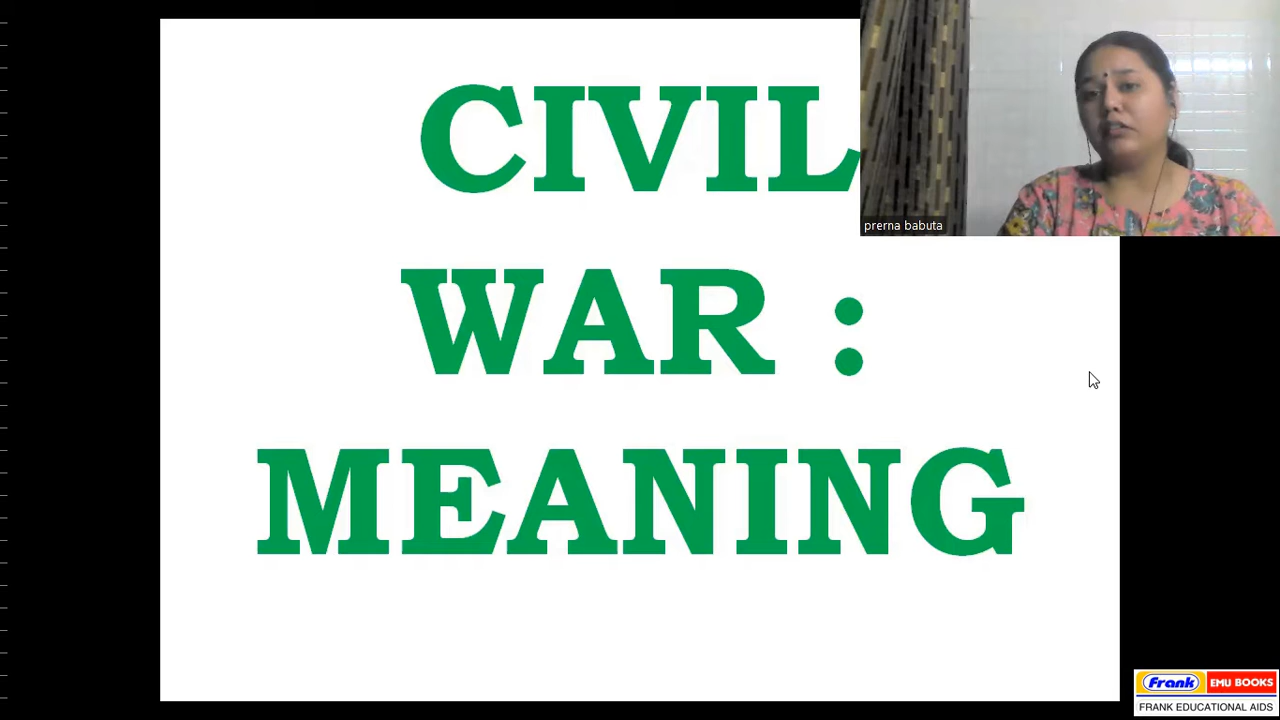 CIVIL
WAR :
MEANING
prerna babuta
Frank EMU BOOKS
FRANK EDUCATIONAL AIDS